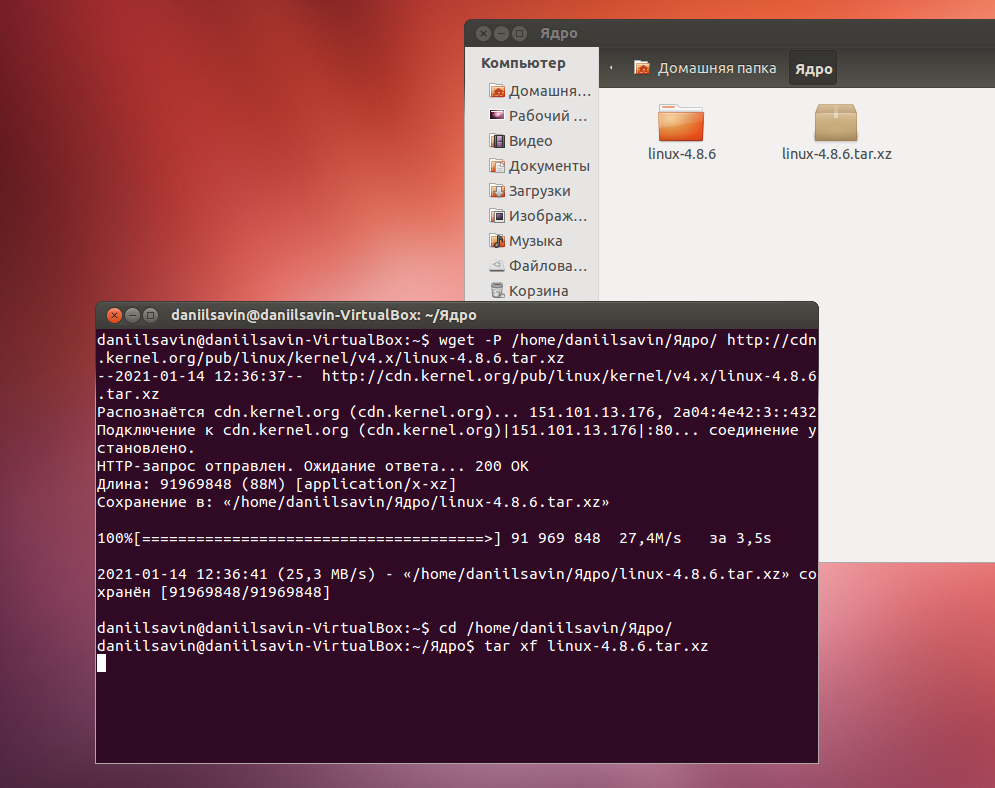 Ядро
Компьютер
Домашняя папка
Ядро
Домашня...
Рабочий ...
Видео
Документы
Загрузки
Изображ...
Музыка
Файлова...
Корзина
linux-4.8.6
linux-4.8.6.tar.xz
daniilsavin@daniilsavin-VirtualBox: ~/Ядро
daniilsavin@daniilsavin-VirtualBox:~$ wget -P /home/daniilsavin/Ядро/ http://cdn
.kernel.org/pub/linux/kernel/v4.x/linux-4.8.6.tar.xz
--2021-01-14 12:36:37--  http://cdn.kernel.org/pub/linux/kernel/v4.x/linux-4.8.6
.tar.xz
Распознаётся cdn.kernel.org (cdn.kernel.org)... 151.101.13.176, 2a04:4e42:3::432
Подключение к cdn.kernel.org (cdn.kernel.org)|151.101.13.176|:80... соединение у
становлено.
HTTP-запрос отправлен. Ожидание ответа... 200 OK
Длина: 91969848 (88M) [application/x-xz]
Сохранение в: «/home/daniilsavin/Ядро/linux-4.8.6.tar.xz»
100%[======================================>] 91 969 848  27,4M/s   за 3,5s
2021-01-14 12:36:41 (25,3 MB/s) - «/home/daniilsavin/Ядро/linux-4.8.6.tar.xz» со
хранён [91969848/91969848]
daniilsavin@daniilsavin-VirtualBox:~$ cd /home/daniilsavin/Ядро/
daniilsavin@daniilsavin-VirtualBox:~/Ядро$ tar xf linux-4.8.6.tar.xz